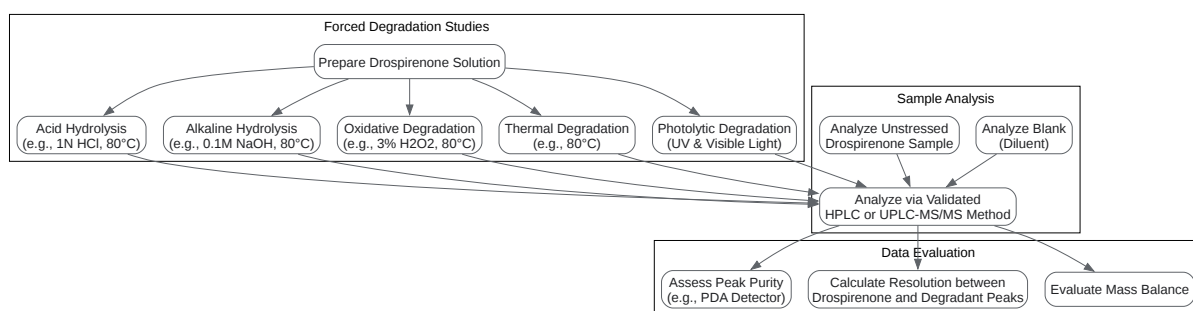 Forced Degradation Studies
Prepare Drospirenone Solution
Acid Hydrolysis
(e.g., 1N HCl, 80°C)
Alkaline Hydrolysis
(e.g., 0.1M NaOH, 80°C)
Oxidative Degradation
(e.g., 3% H2O2, 80°C)
Thermal Degradation
(e.g., 80°C)
Photolytic Degradation
(UV & Visible Light)
Sample Analysis
Analyze Unstressed
Drospirenone Sample
Analyze Blank
(Diluent)
Analyze via Validated
HPLC or UPLC-MS/MS Method
Data Evaluation
Assess Peak Purity
(e.g., PDA Detector)
Calculate Resolution between
Drospirenone and Degradant Peaks
Evaluate Mass Balance